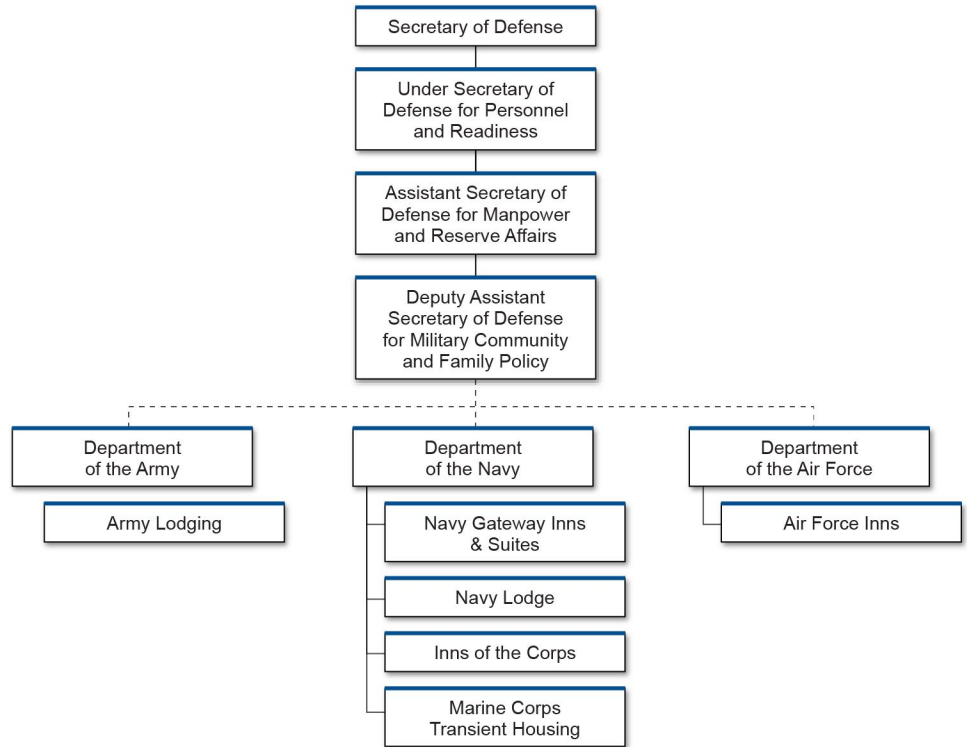 Secretary of Defense
Under Secretary of
Defense for Personnel
and Readiness
Assistant Secretary of
Defense for Manpower
and Reserve Affairs
Deputy Assistant
Secretary of Defense
for Military Community
and Family Policy
Department
of the Army
Army Lodging
Department
of the Navy
Navy Gateway Inns
& Suites
Navy Lodge
Inns of the Corps
Marine Corps
Transient Housing
Department
of the Air Force
Air Force Inns